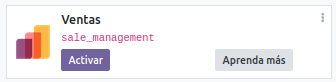 Ventas
sale_management
Activar
Aprenda más